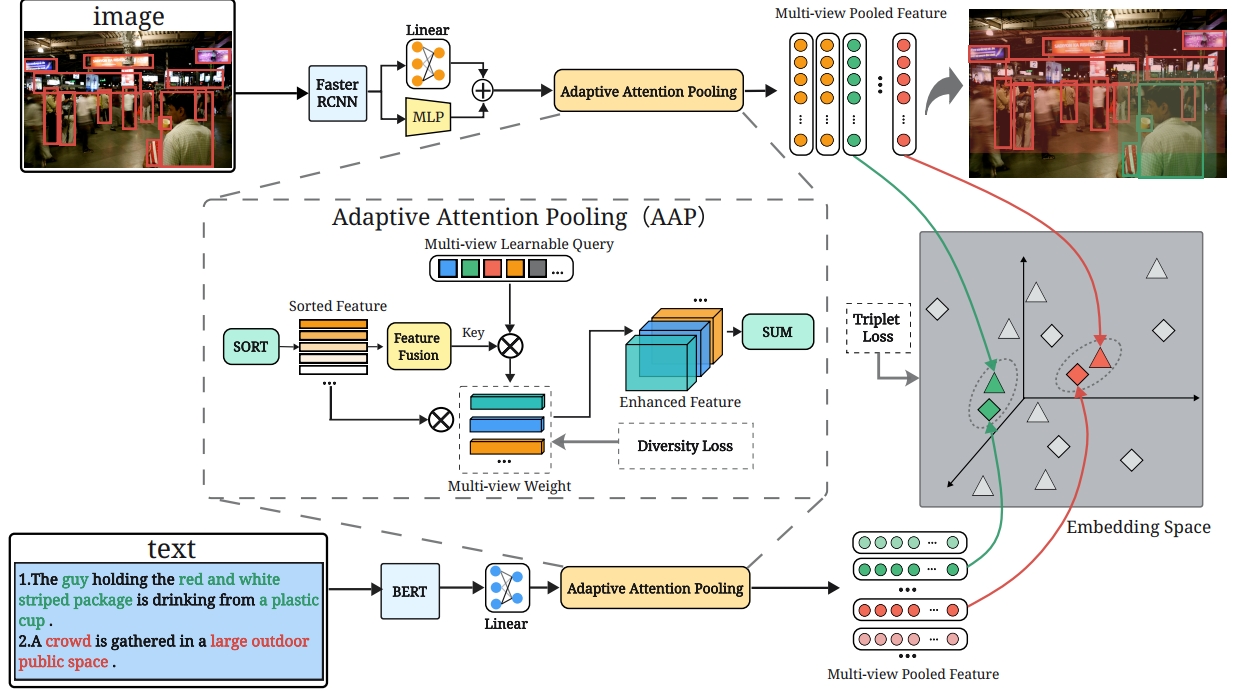 image
Faster
RCNN
Linear
MLP
Adaptive Attention Pooling
Multi-view Pooled Feature
Adaptive Attention Pooling（AAP）
Multi-view Learnable Query
...
SORT
Sorted Feature
...
Feature
Fusion
Key
...
Enhanced Feature
SUM
...
Multi-view Weight
Diversity Loss
Triplet
Loss
Embedding Space
text
1.The guy holding the red and white
striped package is drinking from a plastic
cup .
2.A crowd is gathered in a large outdoor
public space .
BERT
Linear
Adaptive Attention Pooling
...
...
...
...
...
...
Multi-view Pooled Feature